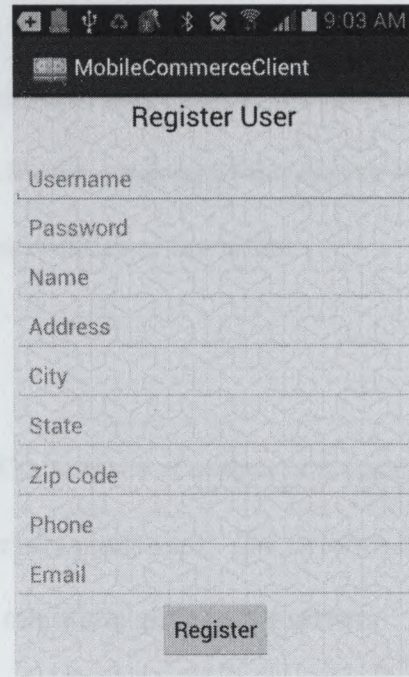 9:03 AM
MobileCommerceClient
Register User
Username
Password
Name
Address
City
State
Zip Code
Phone
Email
Register